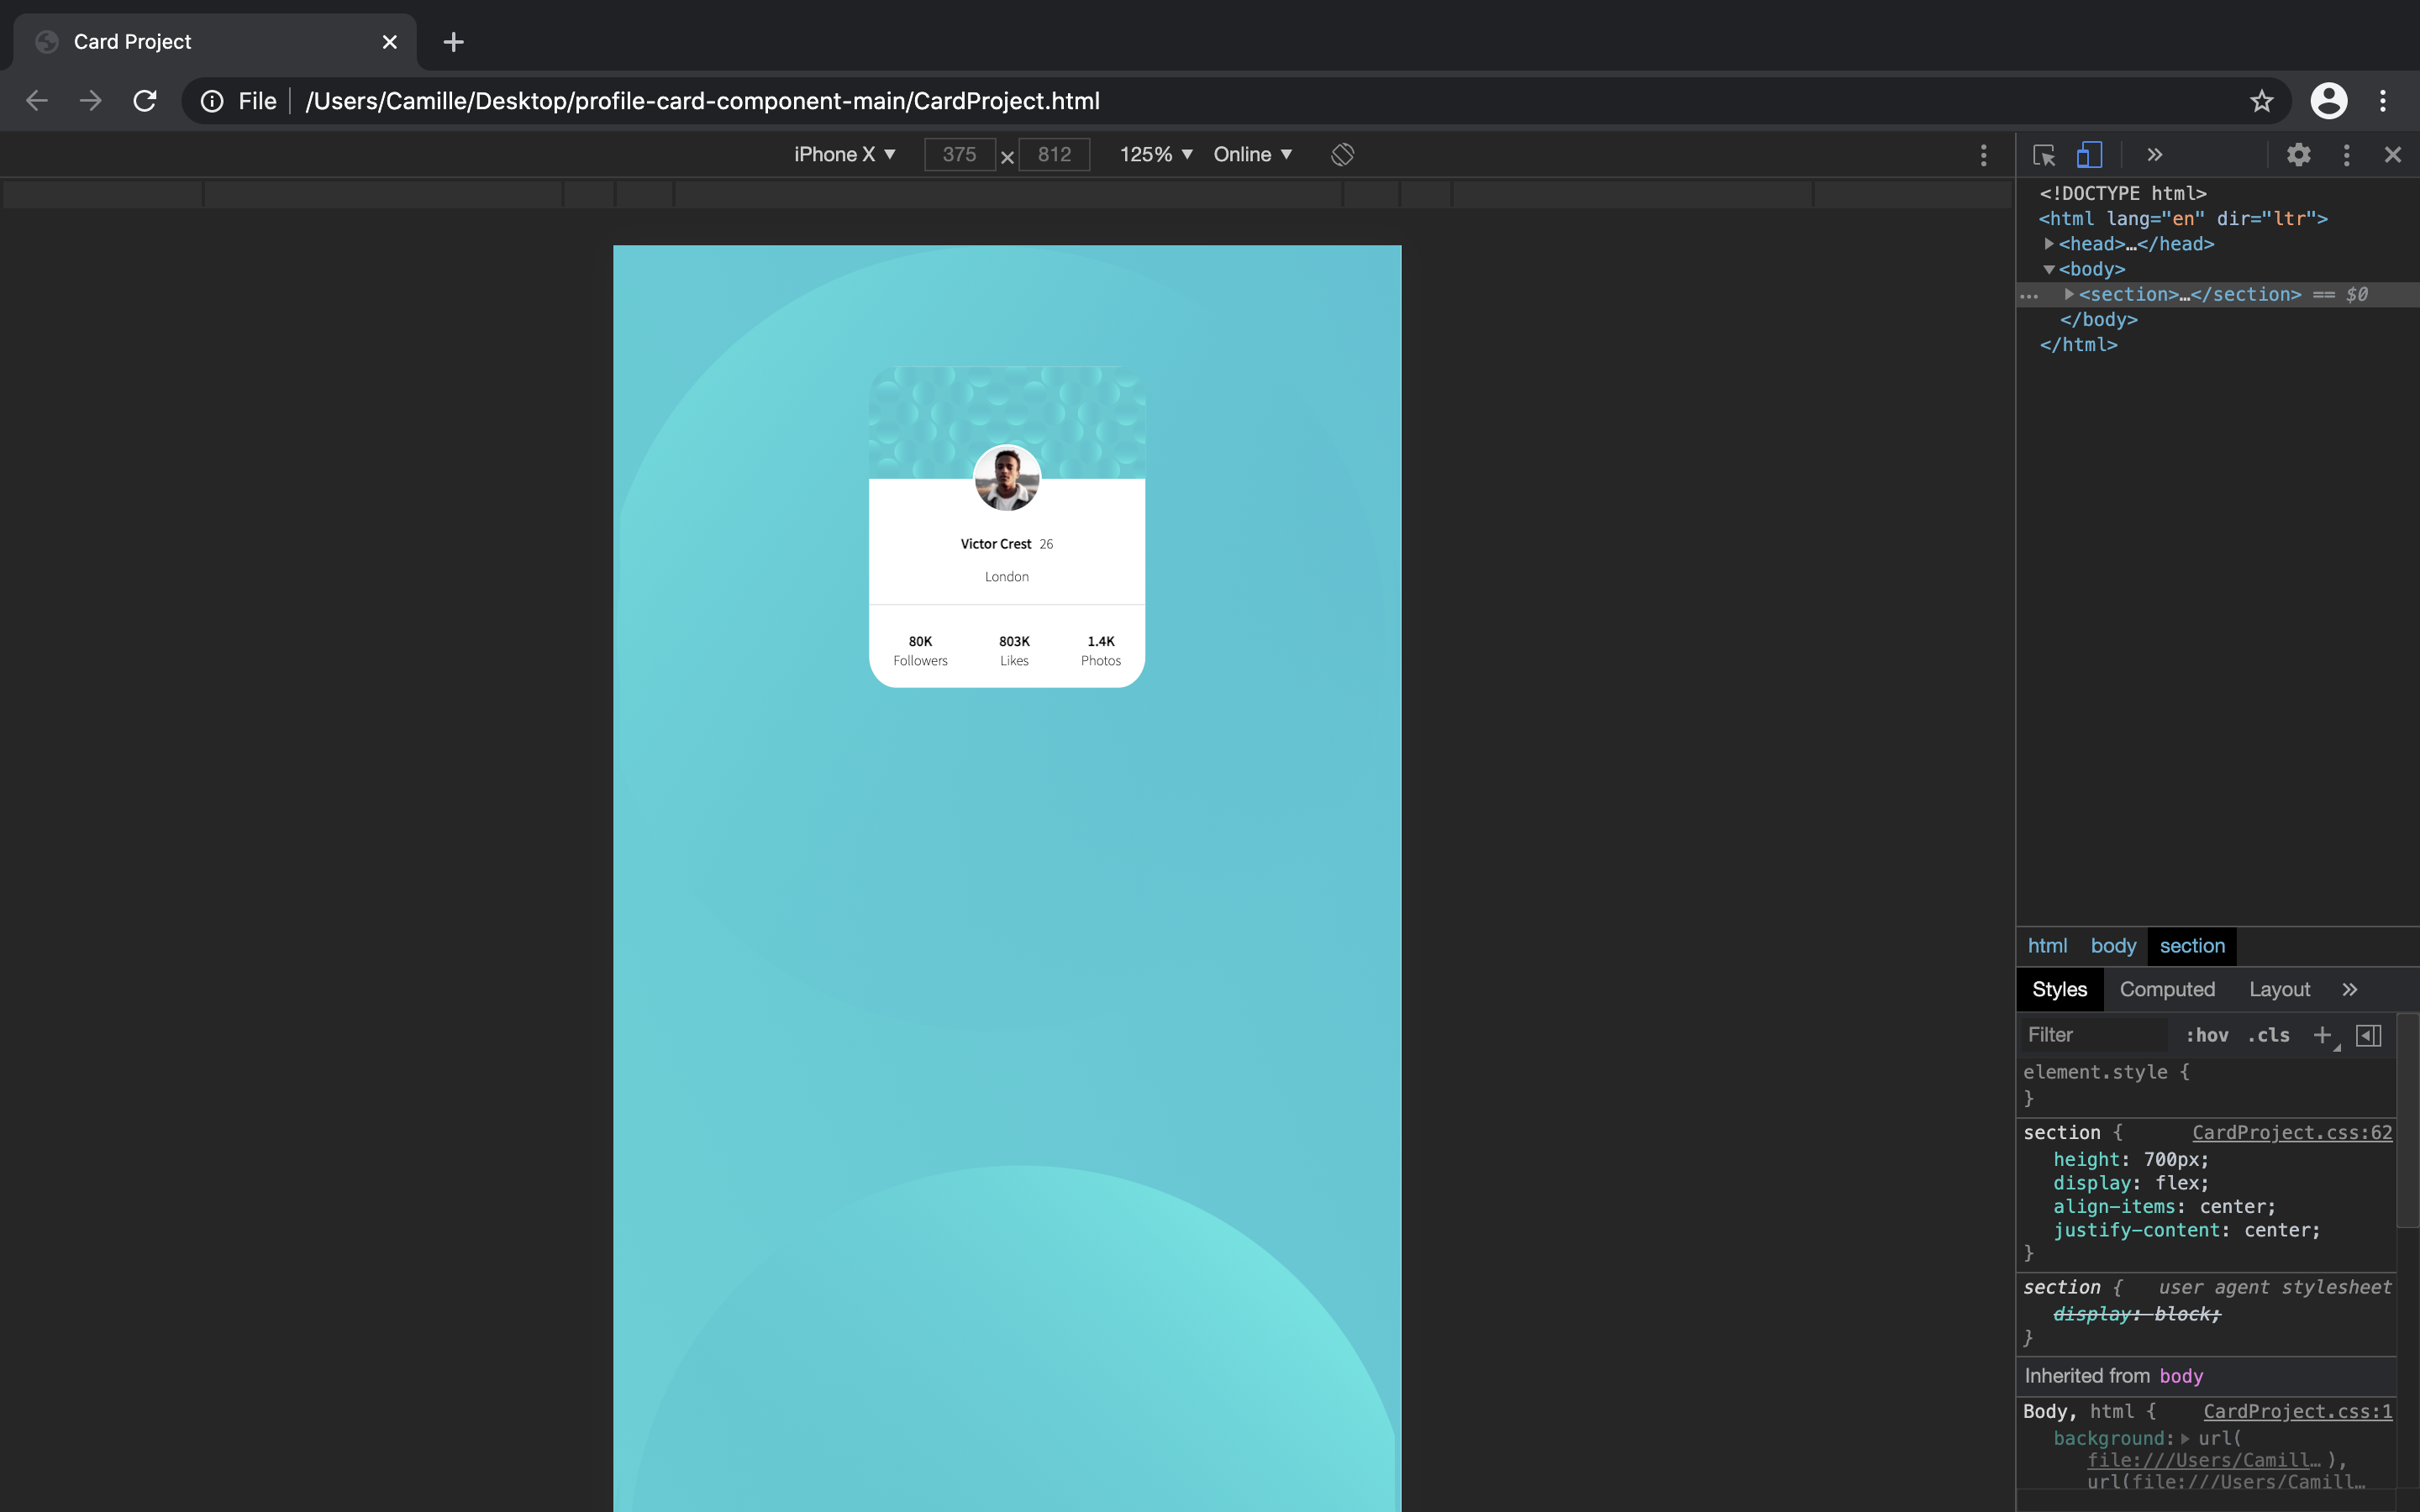 Card Project
File /Users/Camille/Desktop/profile-card-component-main/CardProject.html
iPhone X ▼ 375 × 812 125% ▼ Online ▼
<!DOCTYPE html>
<html lang="en" dir="ltr">
<head>…</head>
<body>
<section>…</section> == $0
</body>
</html>
Victor Crest 26
London
80K 803K 1.4K
Followers Likes Photos
html body section
Styles Computed Layout »
Filter :hov .cls +
element.style {
}
section { CardProject.css:62
height: 700px;
display: flex;
align-items: center;
justify-content: center;
}
section { user agent stylesheet
display: block;
}
Inherited from body
Body, html { CardProject.css:1
background: url(
file:///Users/Camill… ),
url(file:///Users/Camill…